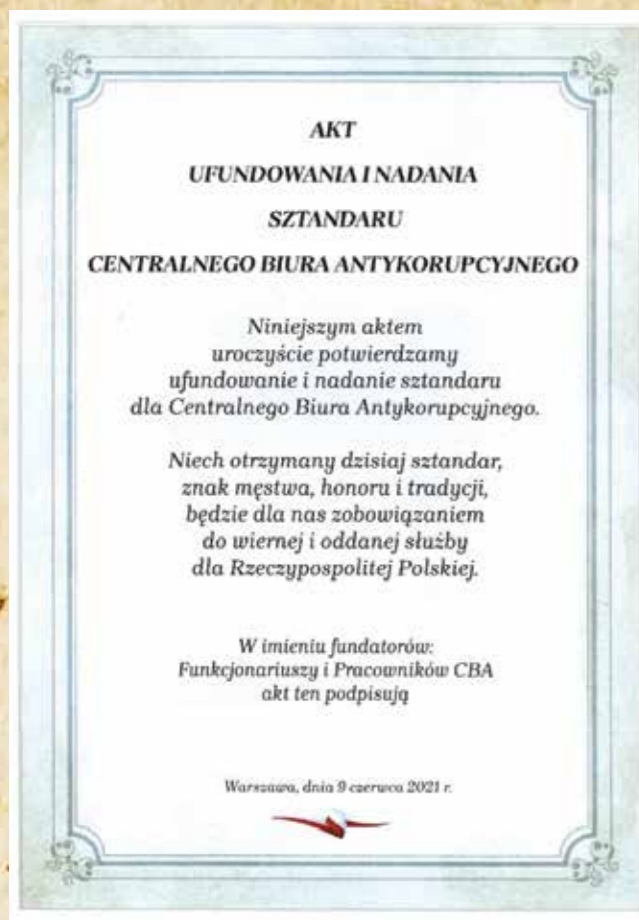 AKT
UFUNDOWANIA I NADANIA
SZTANDARU
CENTRALNEGO BIURA ANTYKORUPCYJNEGO
Niniejszym aktem
uroczyście potwierdzamy
ufundowanie i nadanie sztandaru
dla Centralnego Biura Antykorupcyjnego.
Niech otrzymany dzisiaj sztandar,
znak męstwa, honoru i tradycji,
będzie dla nas zobowiązaniem
do wiernej i oddanej służby
dla Rzeczypospolitej Polskiej.
W imieniu fundatorów:
Funkcjonariuszy i Pracowników CBA
akt ten podpisują
Warszawa, dnia 9 czerwca 2021 r.